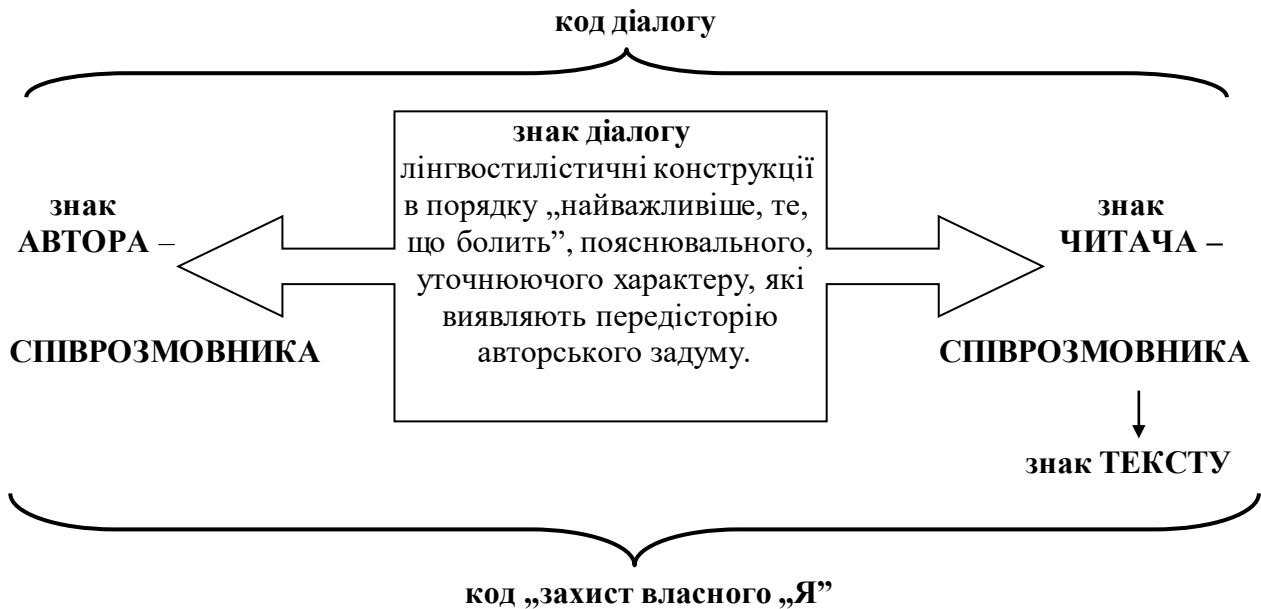 код діалогу
знак діалогу
лінгвостилістичні конструкції
в порядку „найважливіше, те,
що болить”, пояснювального,
уточнюючого характеру, які
виявляють передісторію
авторського задуму.
знак
АВТОРА –
СПІВРОЗМОВНИКА
знак
ЧИТАЧА –
СПІВРОЗМОВНИКА
знак ТЕКСТУ
код „захист власного „Я”